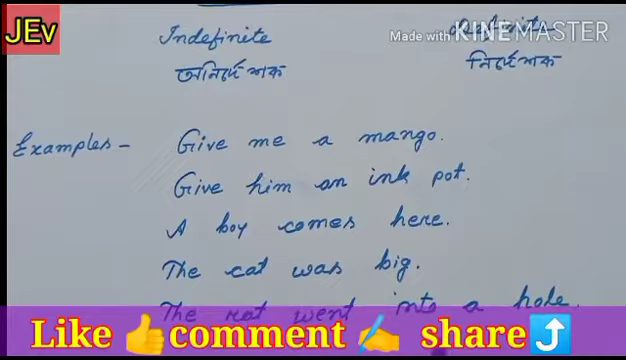 JEv
Made with KINEMASTER
Indefinite
অনির্দেশক নির্দেশক
Examples - Give me a mango.
Give him an ink pot.
A boy comes here.
The cat was big.
The rat went into a hole.
Like 👍comment ✍️ share⤴️